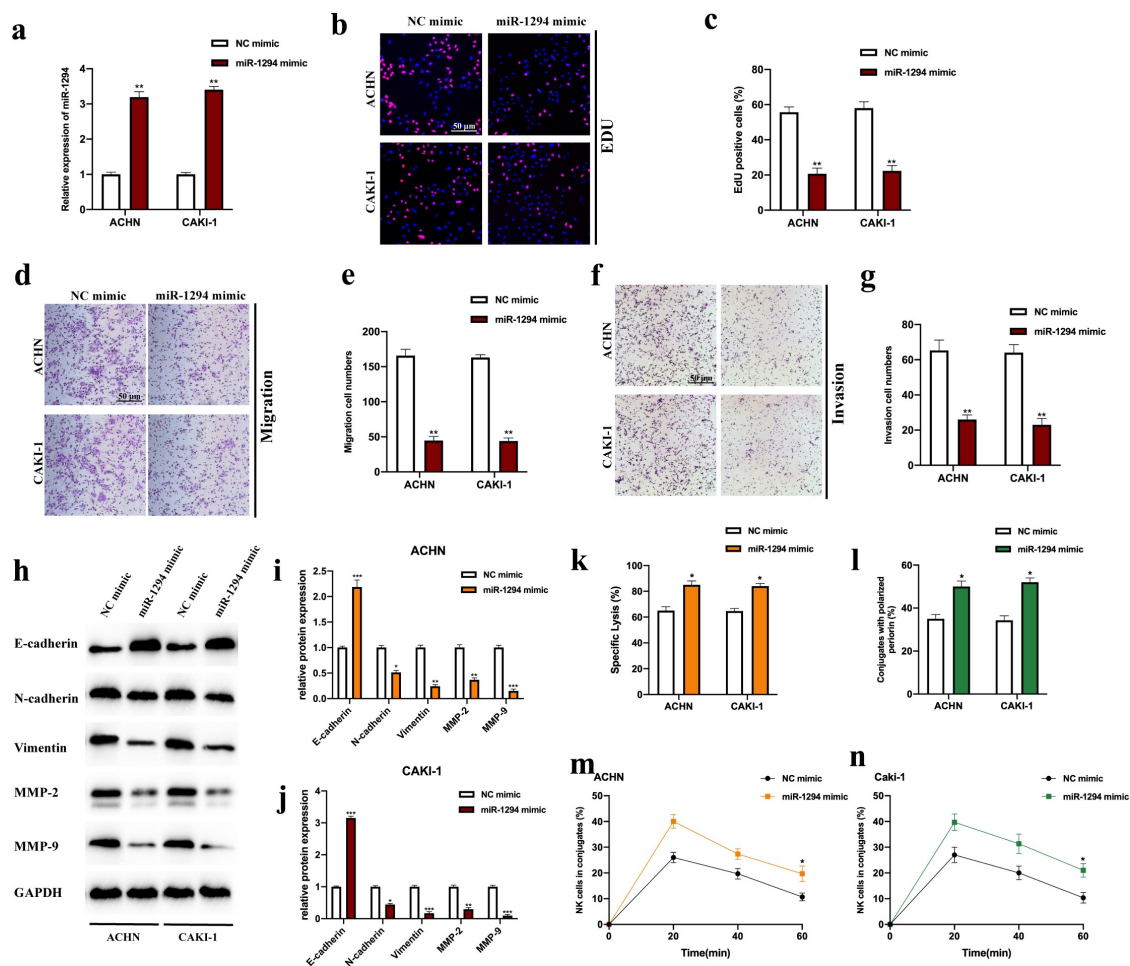 a
NC mimic
miR-1294 mimic
Relative expression of miR-1294
4
3
2
1
0
**
**
ACHN
CAKI-1
b
NC mimic
miR-1294 mimic
ACHN
50 μm
CAKI-1
EDU
c
NC mimic
miR-1294 mimic
EdU positive cells (%)
80
60
40
20
0
**
**
ACHN
CAKI-1
d
NC mimic
miR-1294 mimic
ACHN
50 μm
CAKI-1
Migration
e
NC mimic
miR-1294 mimic
Migration cell numbers
200
150
100
50
0
**
**
ACHN
CAKI-1
f
NC mimic
miR-1294 mimic
ACHN
50 μm
CAKI-1
Invasion
g
NC mimic
miR-1294 mimic
Invasion cell numbers
80
60
40
20
0
**
**
ACHN
CAKI-1
h
NC mimic
miR-1294 mimic
NC mimic
miR-1294 mimic
E-cadherin
N-cadherin
Vimentin
MMP-2
MMP-9
GAPDH
ACHN
CAKI-1
i
ACHN
NC mimic
miR-1294 mimic
relative protein expression
2.5
2.0
1.5
1.0
0.5
0.0
***
*
**
**
***
E-cadherin
N-cadherin
Vimentin
MMP-2
MMP-9
j
CAKI-1
NC mimic
miR-1294 mimic
relative protein expression
4
3
2
1
0
***
*
***
**
***
E-cadherin
N-cadherin
Vimentin
MMP-2
MMP-9
k
NC mimic
miR-1294 mimic
Specific Lysis (%)
100
80
60
40
20
0
*
*
ACHN
CAKI-1
l
NC mimic
miR-1294 mimic
Conjugates with polarized
periorin (%)
60
40
20
0
*
*
ACHN
CAKI-1
m
ACHN
NC mimic
miR-1294 mimic
NK cells in conjugates (%)
50
40
30
20
10
0
*
0
20
40
60
Time(min)
n
Caki-1
NC mimic
miR-1294 mimic
NK cells in conjugates (%)
50
40
30
20
10
0
*
0
20
40
60
Time(min)